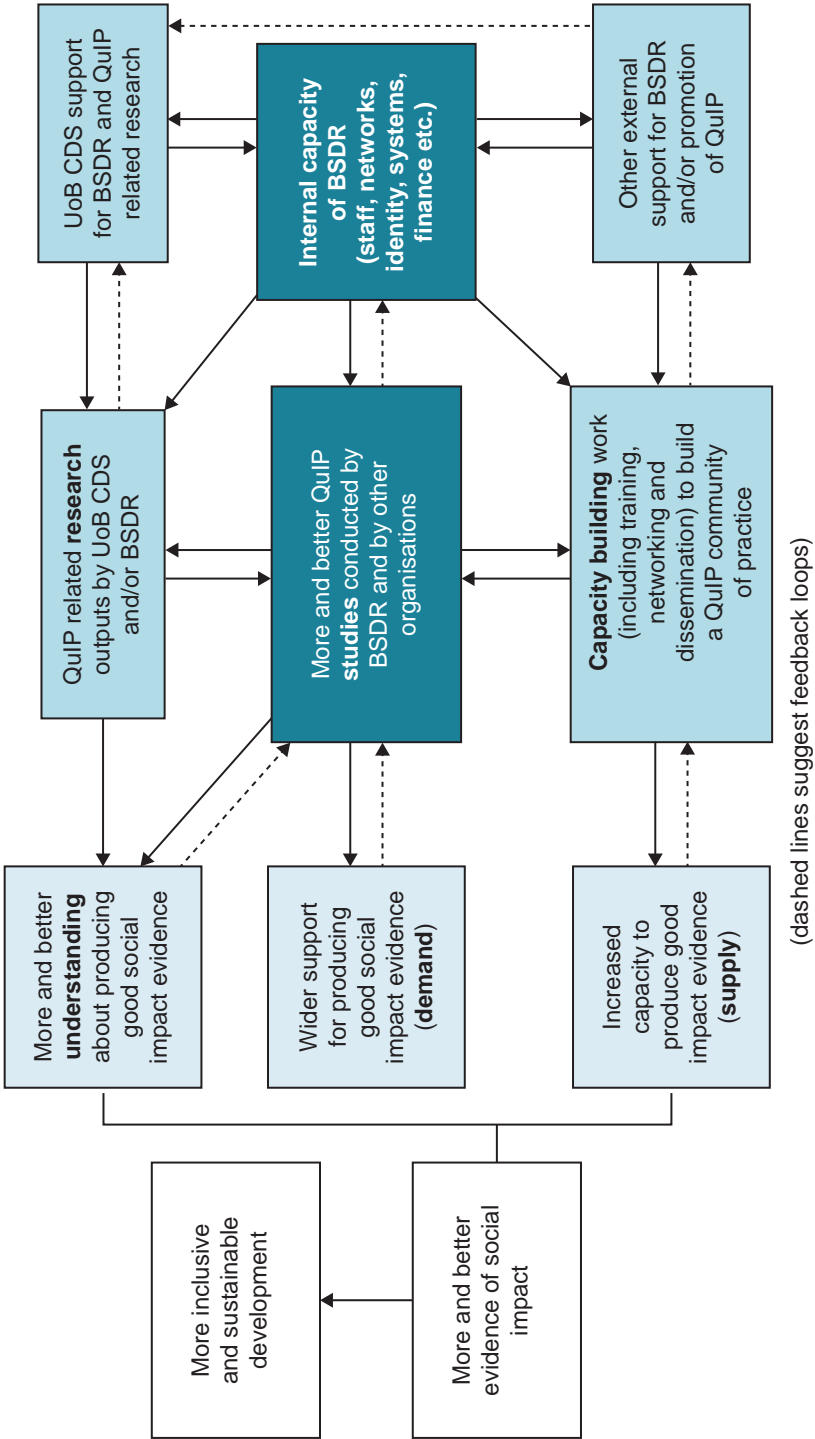 More inclusive
and sustainable
development
More and better
evidence of social
impact
More and better
understanding
about producing
good social
impact evidence
Wider support
for producing
good social
impact evidence
(demand)
Increased
capacity to
produce good
impact evidence
(supply)
QuIP related research
outputs by UoB CDS
and/or BSDR
More and better QuIP
studies conducted by
BSDR and by other
organisations
Capacity building work
(including training,
networking and
dissemination) to build
a QuIP community
of practice
UoB CDS support
for BSDR and QuIP
related research
Internal capacity
of BSDR
(staff, networks,
identity, systems,
finance etc.)
Other external
support for BSDR
and/or promotion
of QuIP
(dashed lines suggest feedback loops)